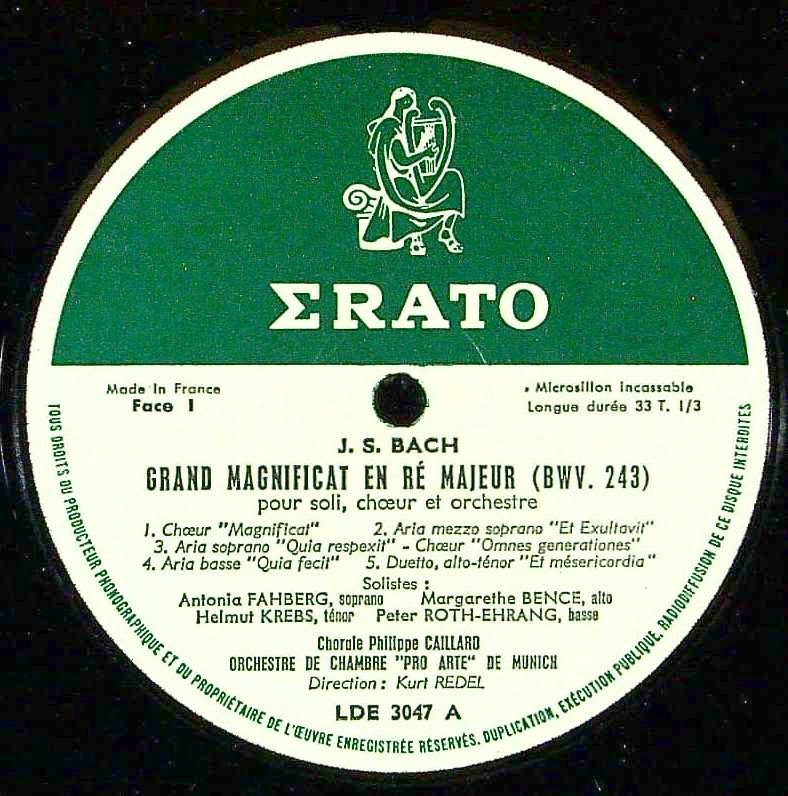 ΣRATO
Made in France
Face 1
Microsillon incassable
Longue durée 33 T. 1/3
J. S. BACH
GRAND MAGNIFICAT EN RÉ MAJEUR (BWV. 243)
pour soli, chœur et orchestre
1. Chœur "Magnificat" 2. Aria mezzo soprano "Et Exultavit"
3. Aria soprano "Quia respexit" - Chœur "Omnes generationes"
4. Aria basse "Quia fecit" 5. Duetto, alto-ténor "Et méséricordia"
Solistes :
Antonia FAHBERG, soprano Margarethe BENCE, alto
Helmut KREBS, ténor Peter ROTH-EHRANG, basse
Chorale Philippe CAILLARD
ORCHESTRE DE CHAMBRE "PRO ARTE" DE MUNICH
Direction : Kurt REDEL
LDE 3047 A
TOUS DROITS DU PRODUCTEUR PHONOGRAPHIQUE ET DU PROPRIÉTAIRE DE L'ŒUVRE ENREGISTRÉE RÉSERVÉS. DUPLICATION, EXÉCUTION PUBLIQUE, RADIODIFFUSION DE CE DISQUE INTERDITES